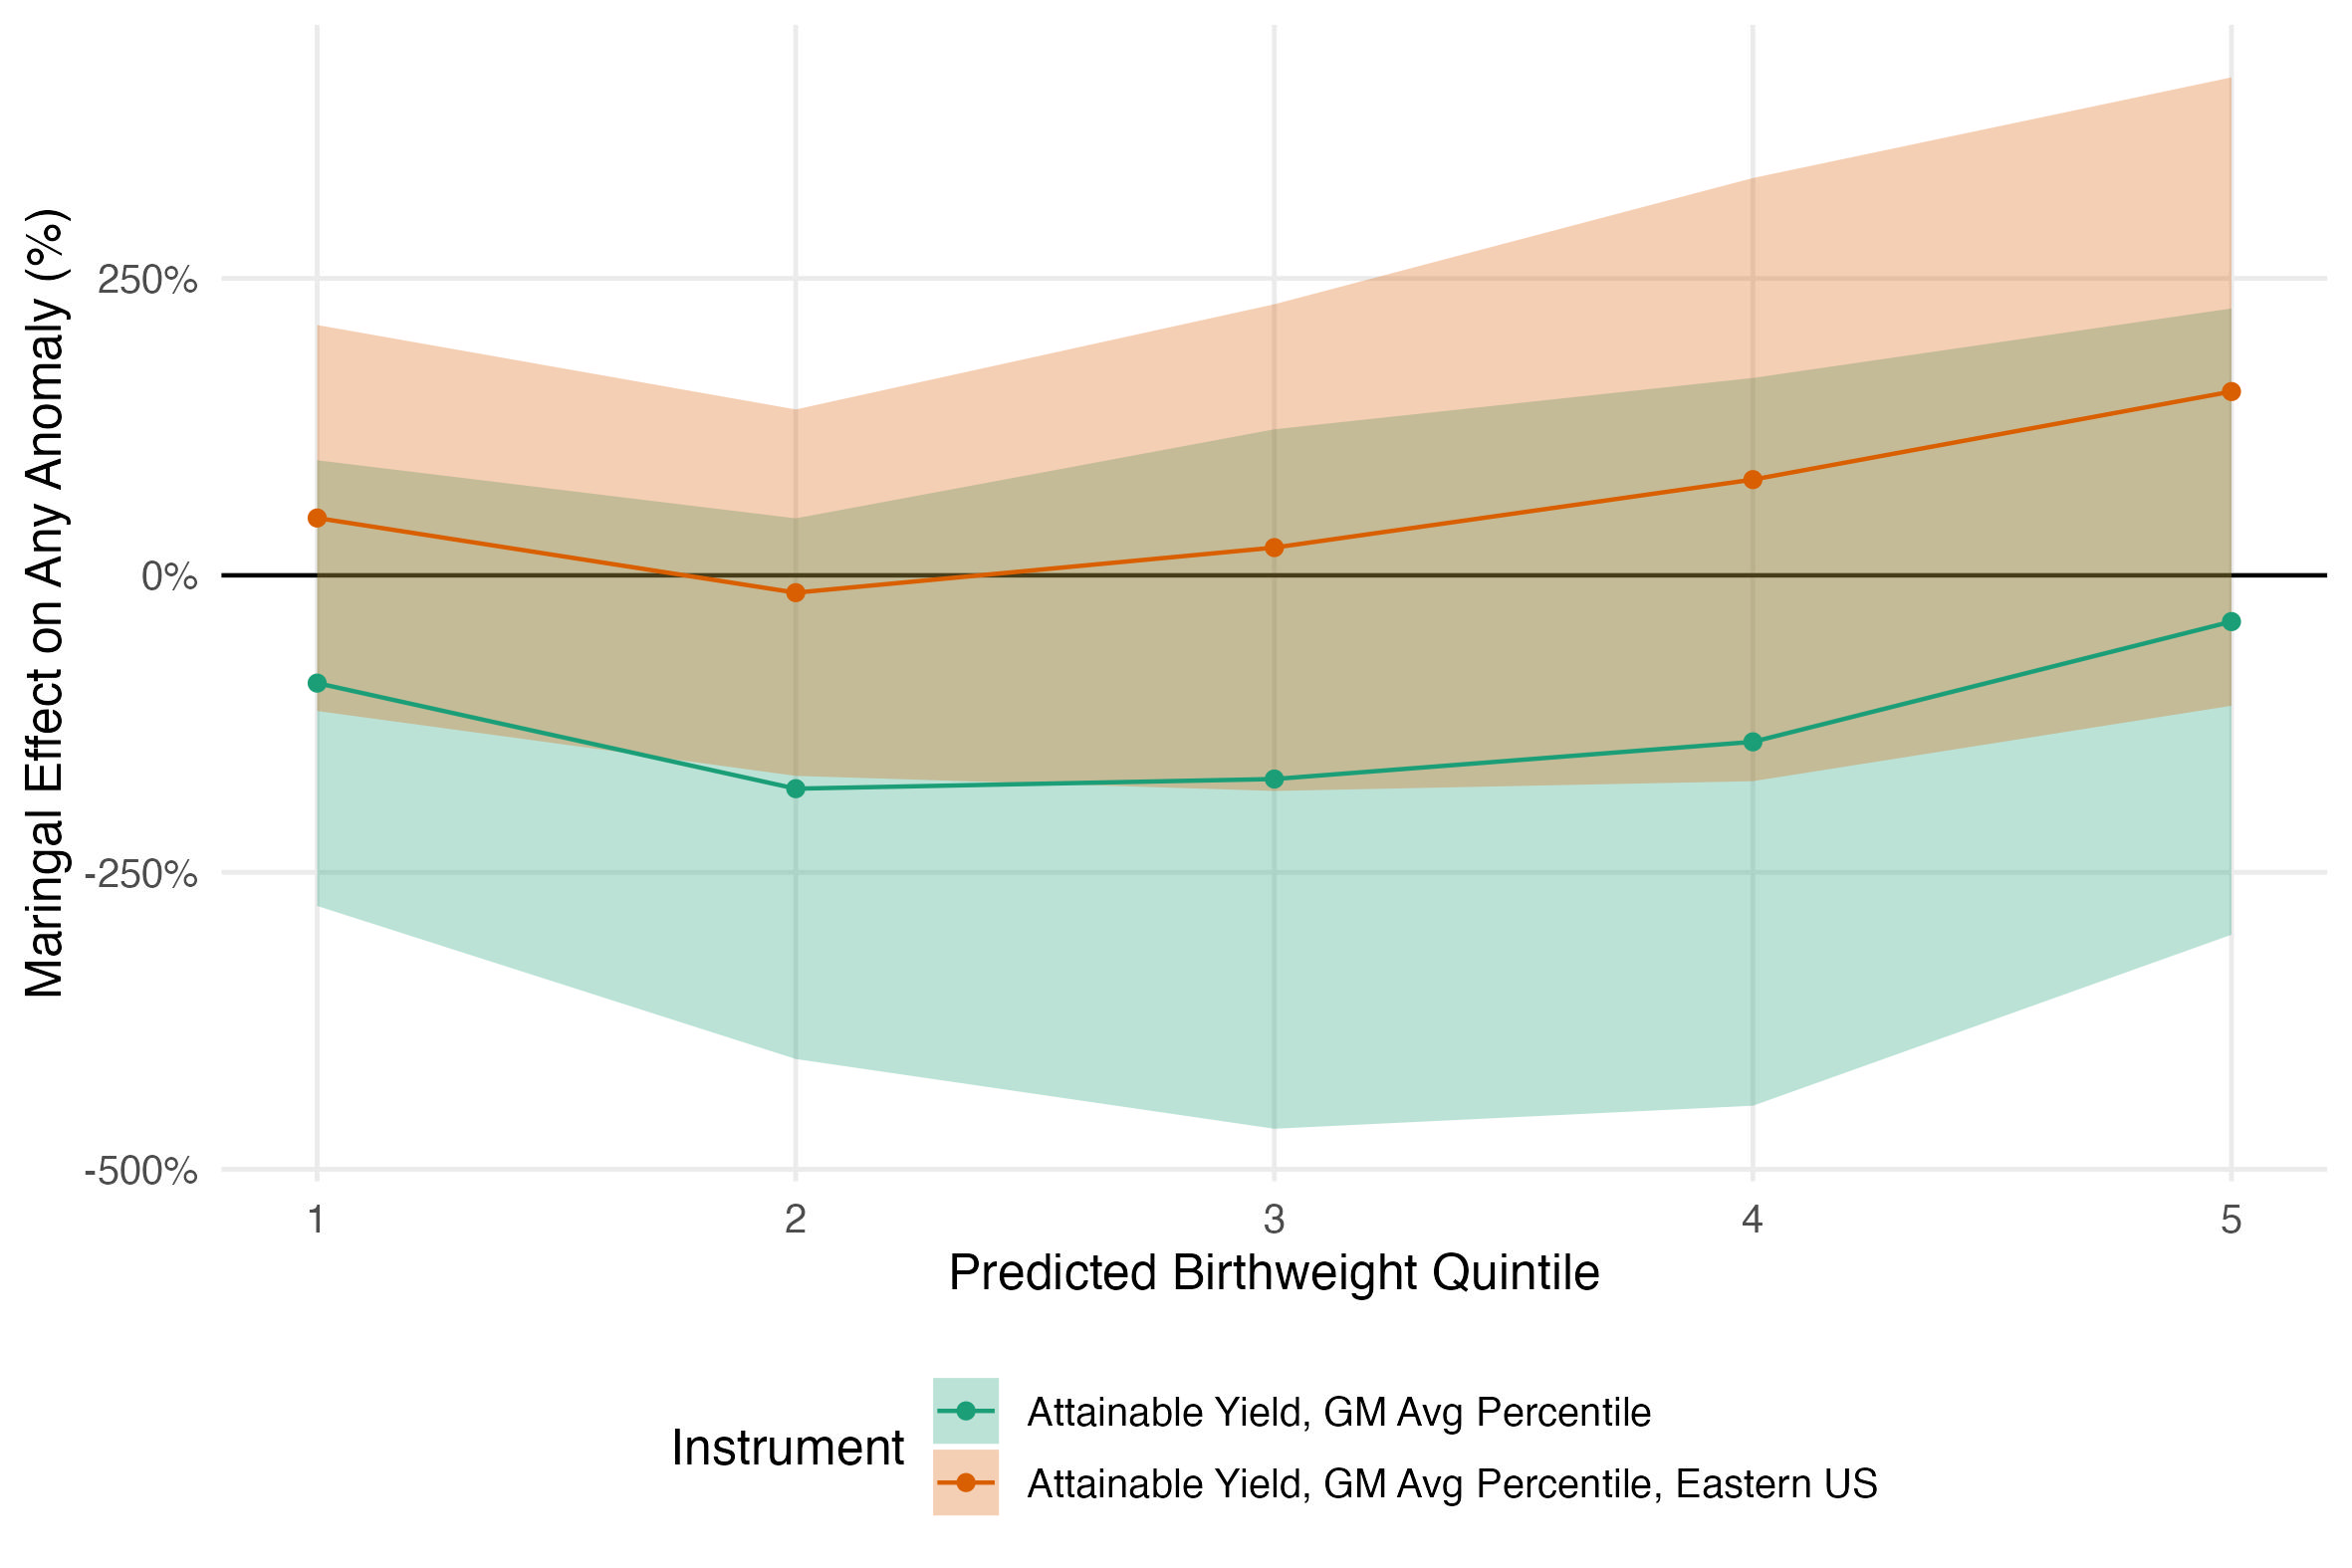 Maringal Effect on Any Anomaly (%)
250%
0%
-250%
-500%
1 2 3 4 5
Predicted Birthweight Quintile
Instrument
Attainable Yield, GM Avg Percentile
Attainable Yield, GM Avg Percentile, Eastern US